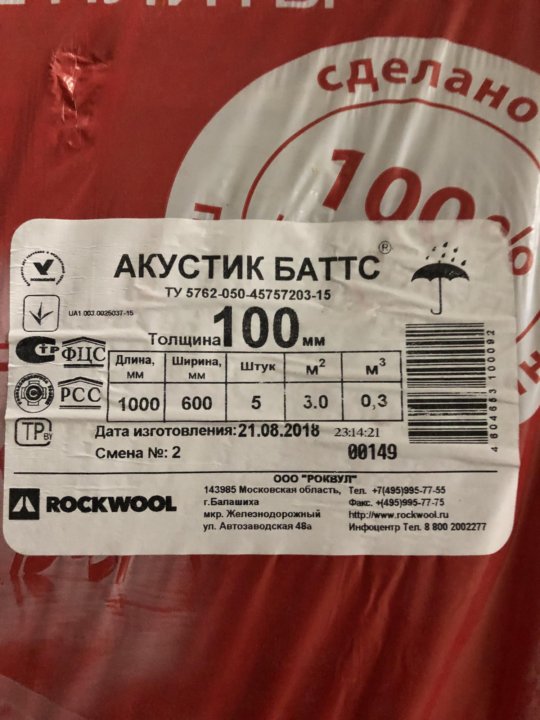 сделано
100%
АКУСТИК БАТТС®
ТУ 5762-050-45757203-15
UA1.003.0025037-15
Толщина 100 мм
СТР ФЦС
РСС
ТР BY
Длина, мм Ширина, мм Штук м² м³
1000 600 5 3.0 0,3
Дата изготовления: 21.08.2018 23:14:21
Смена №: 2 00149
4604653100092
ROCKWOOL
ООО "РОКВУЛ"
143985 Московская область, Тел. +7(495)995-77-55
г.Балашиха Факс. +(495)995-77-75
мкр. Железнодорожный http://www.rockwool.ru
ул. Автозаводская 48а Инфоцентр Тел. 8 800 2002277